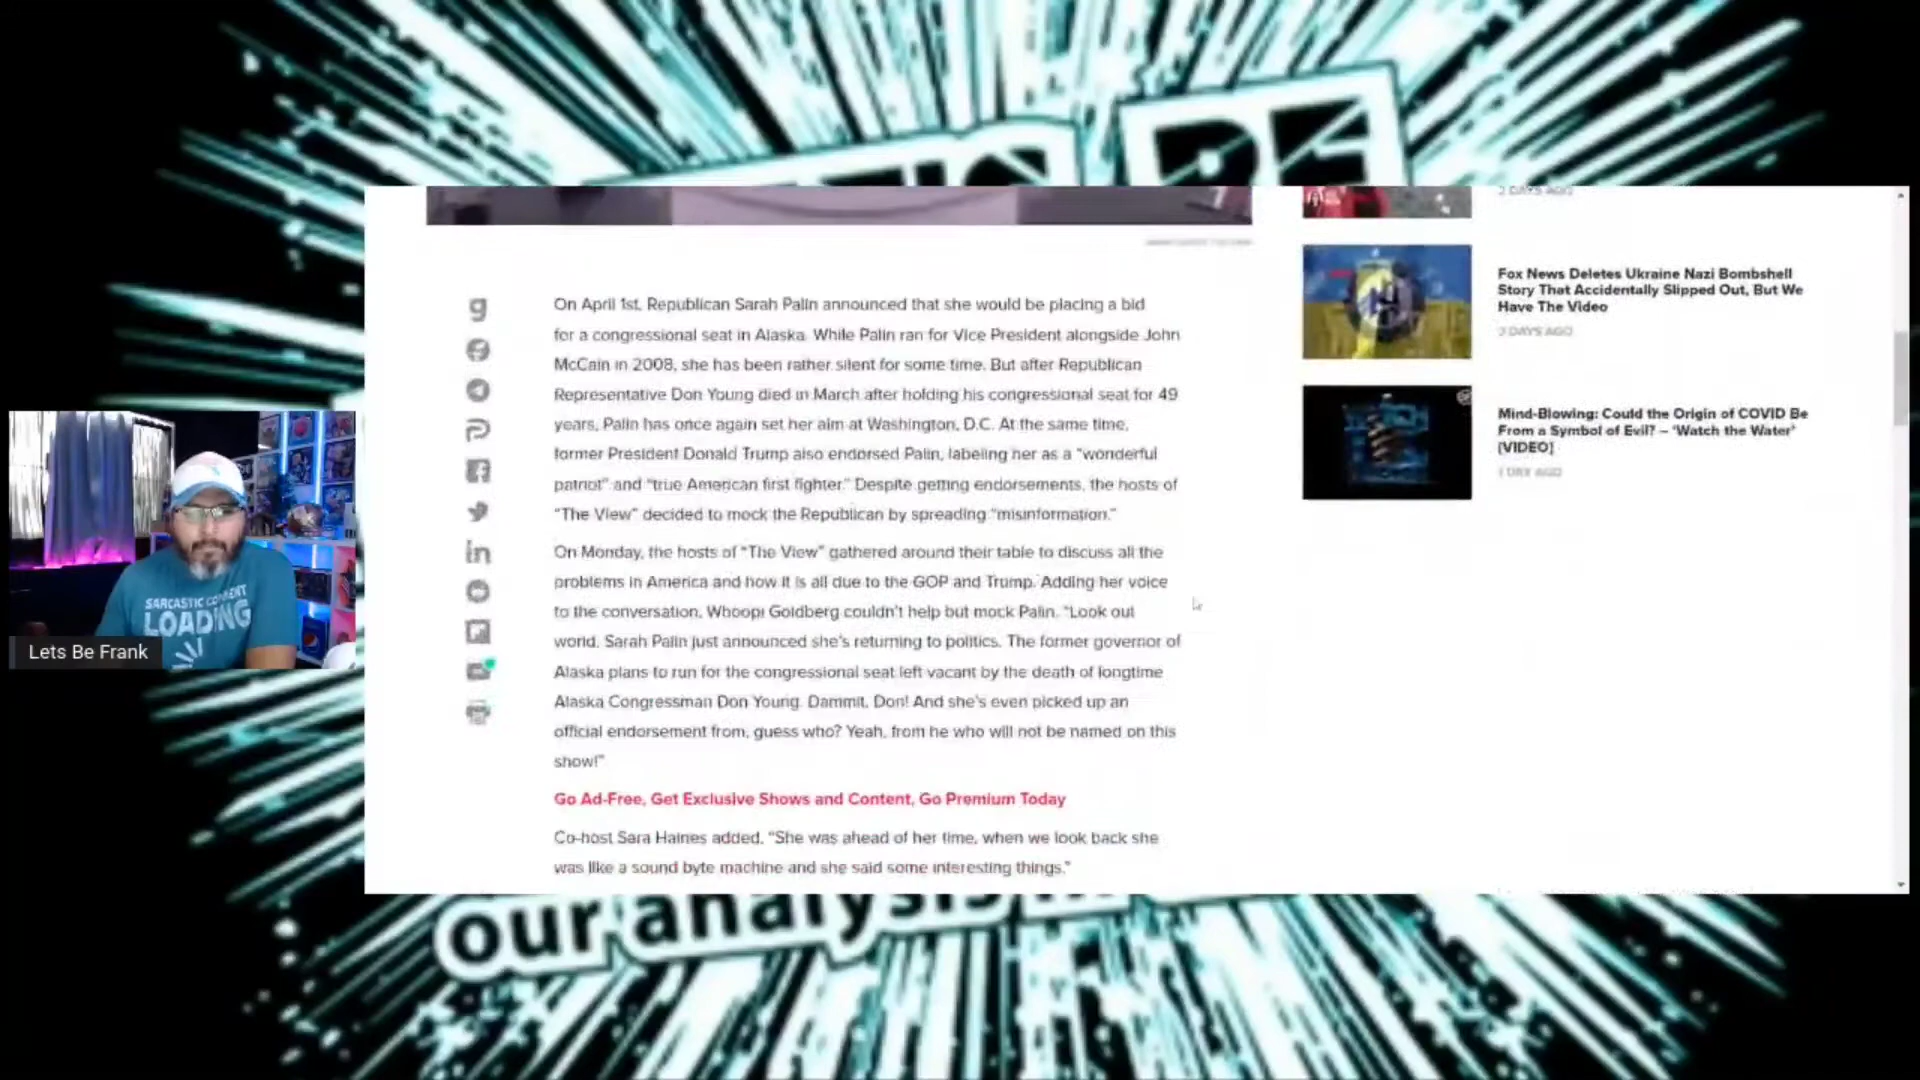 BE
2 DAYS AGO
Fox News Deletes Ukraine Nazi Bombshell
Story That Accidentally Slipped Out, But We
Have The Video
2 DAYS AGO
Mind-Blowing: Could the Origin of COVID Be
From a Symbol of Evil? – 'Watch the Water'
[VIDEO]
1 DAY AGO
On April 1st, Republican Sarah Palin announced that she would be placing a bid
for a congressional seat in Alaska. While Palin ran for Vice President alongside John
McCain in 2008, she has been rather silent for some time. But after Republican
Representative Don Young died in March after holding his congressional seat for 49
years, Palin has once again set her aim at Washington, D.C. At the same time,
former President Donald Trump also endorsed Palin, labeling her as a "wonderful
patriot" and "true American first fighter." Despite getting endorsements, the hosts of
"The View" decided to mock the Republican by spreading "misinformation."
On Monday, the hosts of "The View" gathered around their table to discuss all the
problems in America and how it is all due to the GOP and Trump. Adding her voice
to the conversation, Whoopi Goldberg couldn't help but mock Palin. "Look out
world, Sarah Palin just announced she's returning to politics. The former governor of
Alaska plans to run for the congressional seat left vacant by the death of longtime
Alaska Congressman Don Young. Dammit, Don! And she's even picked up an
official endorsement from, guess who? Yeah, from he who will not be named on this
show!"
Go Ad-Free, Get Exclusive Shows and Content, Go Premium Today
Co-host Sara Haines added, "She was ahead of her time, when we look back she
was like a sound byte machine and she said some interesting things."
SARCASTIC COMMENT
LOADING
Lets Be Frank
our analysis